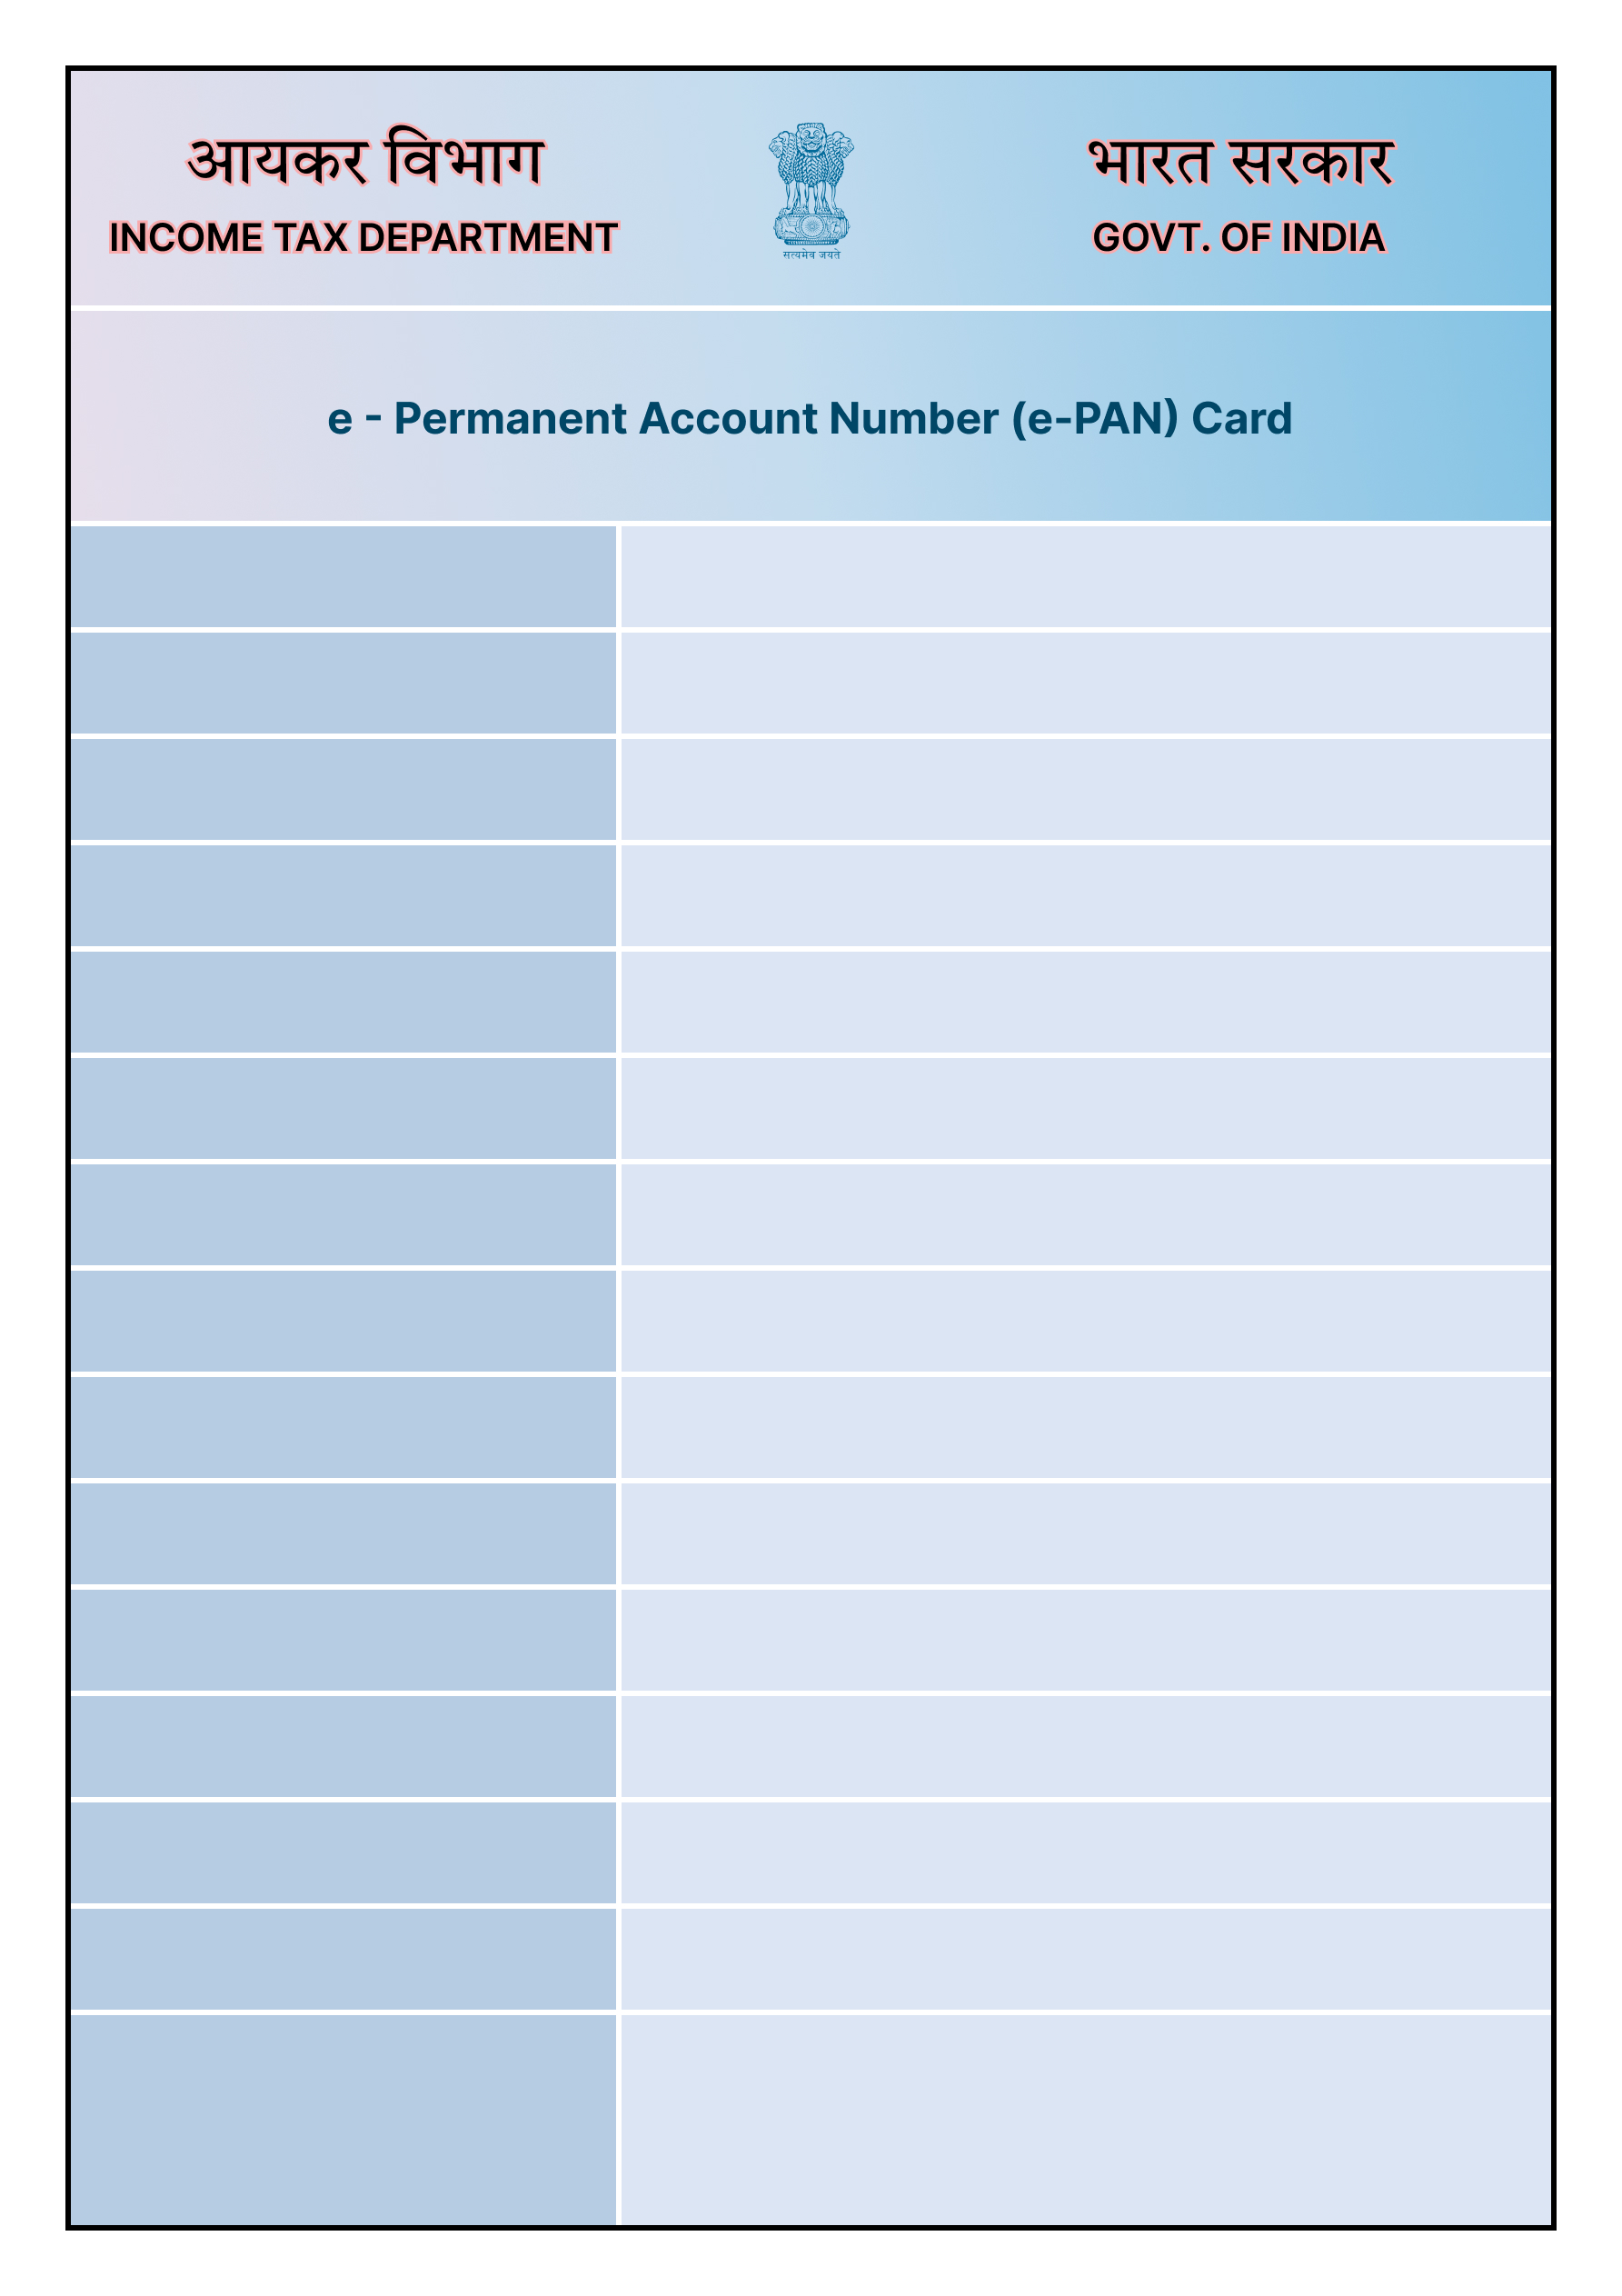 आयकर विभाग
INCOME TAX DEPARTMENT
सत्यमेव जयते
भारत सरकार
GOVT. OF INDIA
e - Permanent Account Number (e-PAN) Card